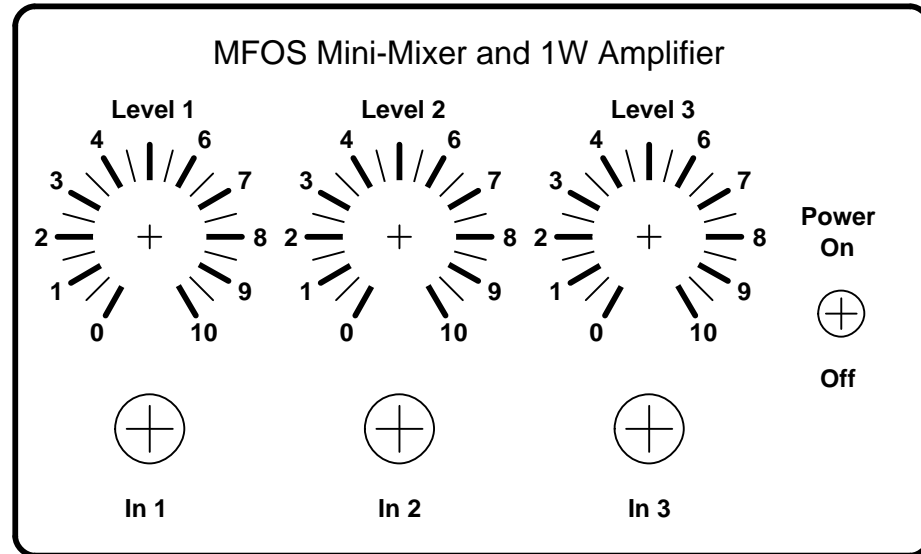 MFOS Mini-Mixer and 1W Amplifier
Level 1 Level 2 Level 3
4 6 4 6 4 6
3 7 3 7 3 7
2 8 2 8 2 8
1 9 1 9 1 9
0 10 0 10 0 10
Power
On
Off
In 1 In 2 In 3